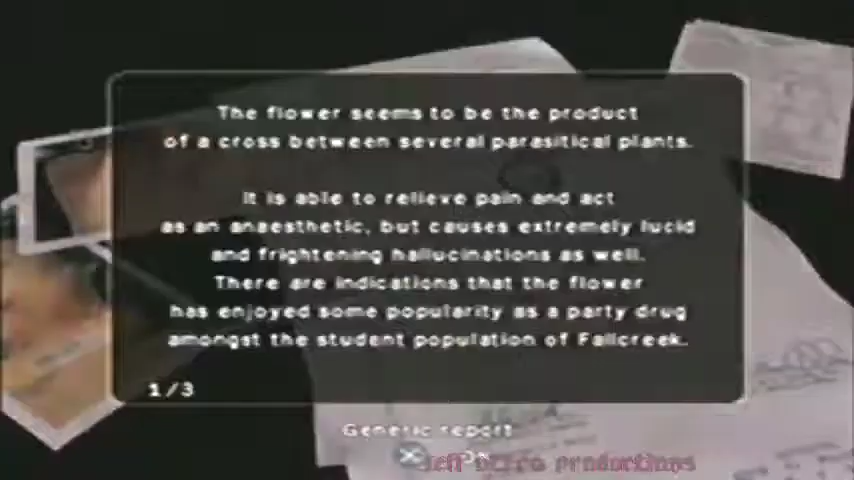 The flower seems to be the product
of a cross between several parasitical plants.
It is able to relieve pain and act
as an anaesthetic, but causes extremely lucid
and frightening hallucinations as well.
There are indications that the flower
has enjoyed some popularity as a party drug
amongst the student population of Fallcreek.
1/3
Generic report
productions